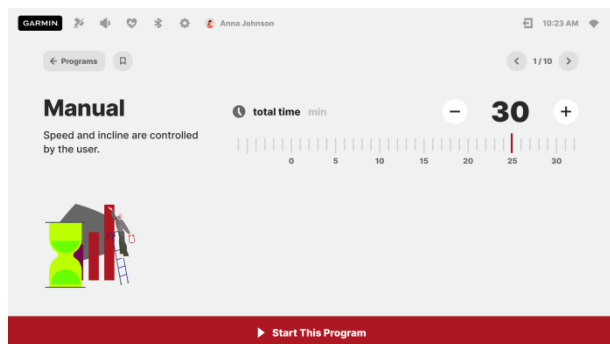 GARMIN
Anna Johnson
10:23 AM
Programs
1/10
Manual
Speed and incline are controlled
by the user.
total time min
30
0 5 10 15 20 25 30
Start This Program